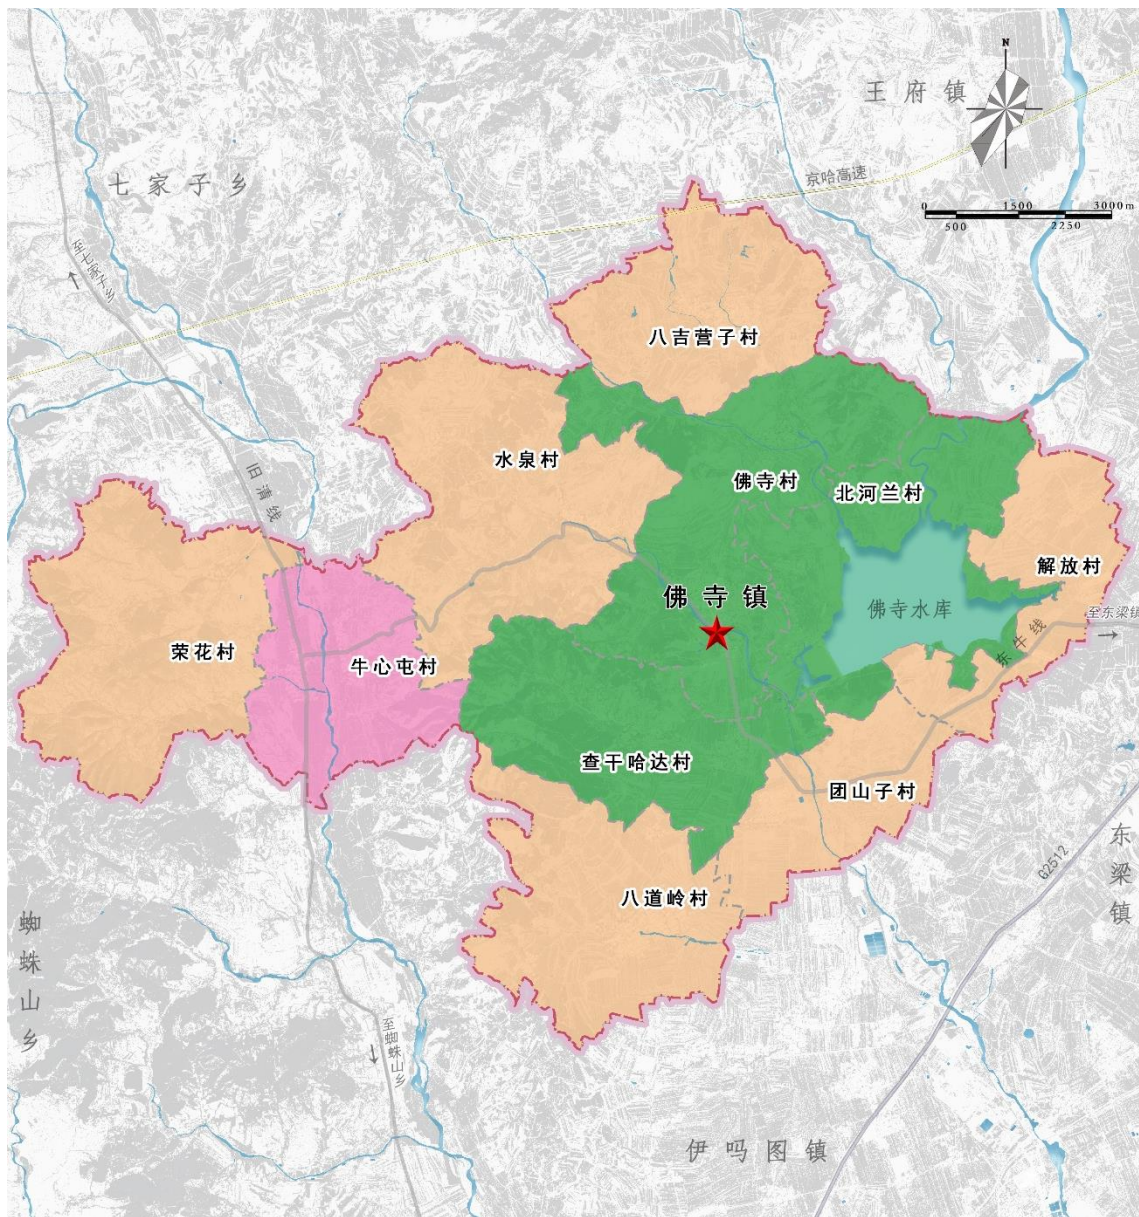 N
王府镇
七家子乡
京哈高速
0 1500 3000m
500 2250
至七家子乡
八吉营子村
水泉村
旧清线
佛寺村
北河兰村
解放村
佛寺镇
佛寺水库
至东梁镇
荣花村
牛心屯村
东牛线
查干哈达村
团山子村
东梁镇
G2512
八道岭村
蜘蛛山乡
至蜘蛛山乡
伊吗图镇